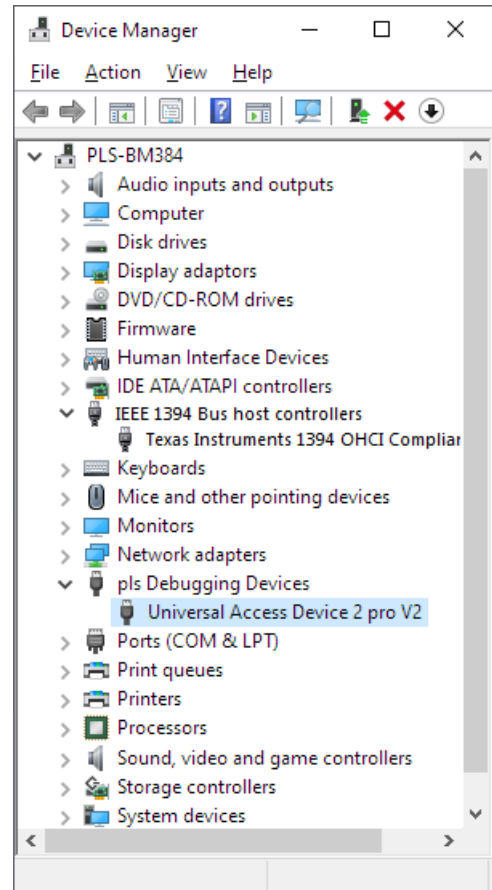 Device Manager
File Action View Help
PLS-BM384
Audio inputs and outputs
Computer
Disk drives
Display adaptors
DVD/CD-ROM drives
Firmware
Human Interface Devices
IDE ATA/ATAPI controllers
IEEE 1394 Bus host controllers
Texas Instruments 1394 OHCI Complian
Keyboards
Mice and other pointing devices
Monitors
Network adapters
pls Debugging Devices
Universal Access Device 2 pro V2
Ports (COM & LPT)
Print queues
Printers
Processors
Sound, video and game controllers
Storage controllers
System devices